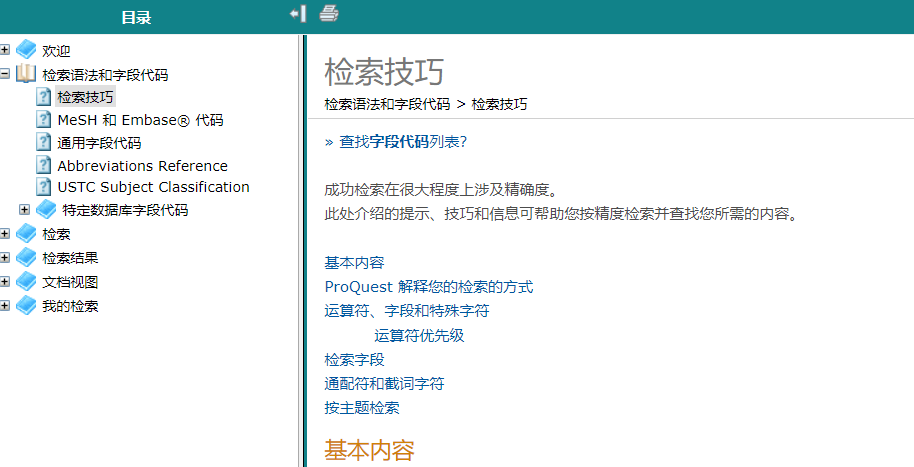 目录
欢迎
检索语法和字段代码
检索技巧
MeSH 和 Embase® 代码
通用字段代码
Abbreviations Reference
USTC Subject Classification
特定数据库字段代码
检索
检索结果
文档视图
我的检索
检索技巧
检索语法和字段代码 > 检索技巧
» 查找字段代码列表?
成功检索在很大程度上涉及精确度。
此处介绍的提示、技巧和信息可帮助您按精度检索并查找您所需的内容。
基本内容
ProQuest 解释您的检索的方式
运算符、字段和特殊字符
运算符优先级
检索字段
通配符和截词字符
按主题检索
基本内容